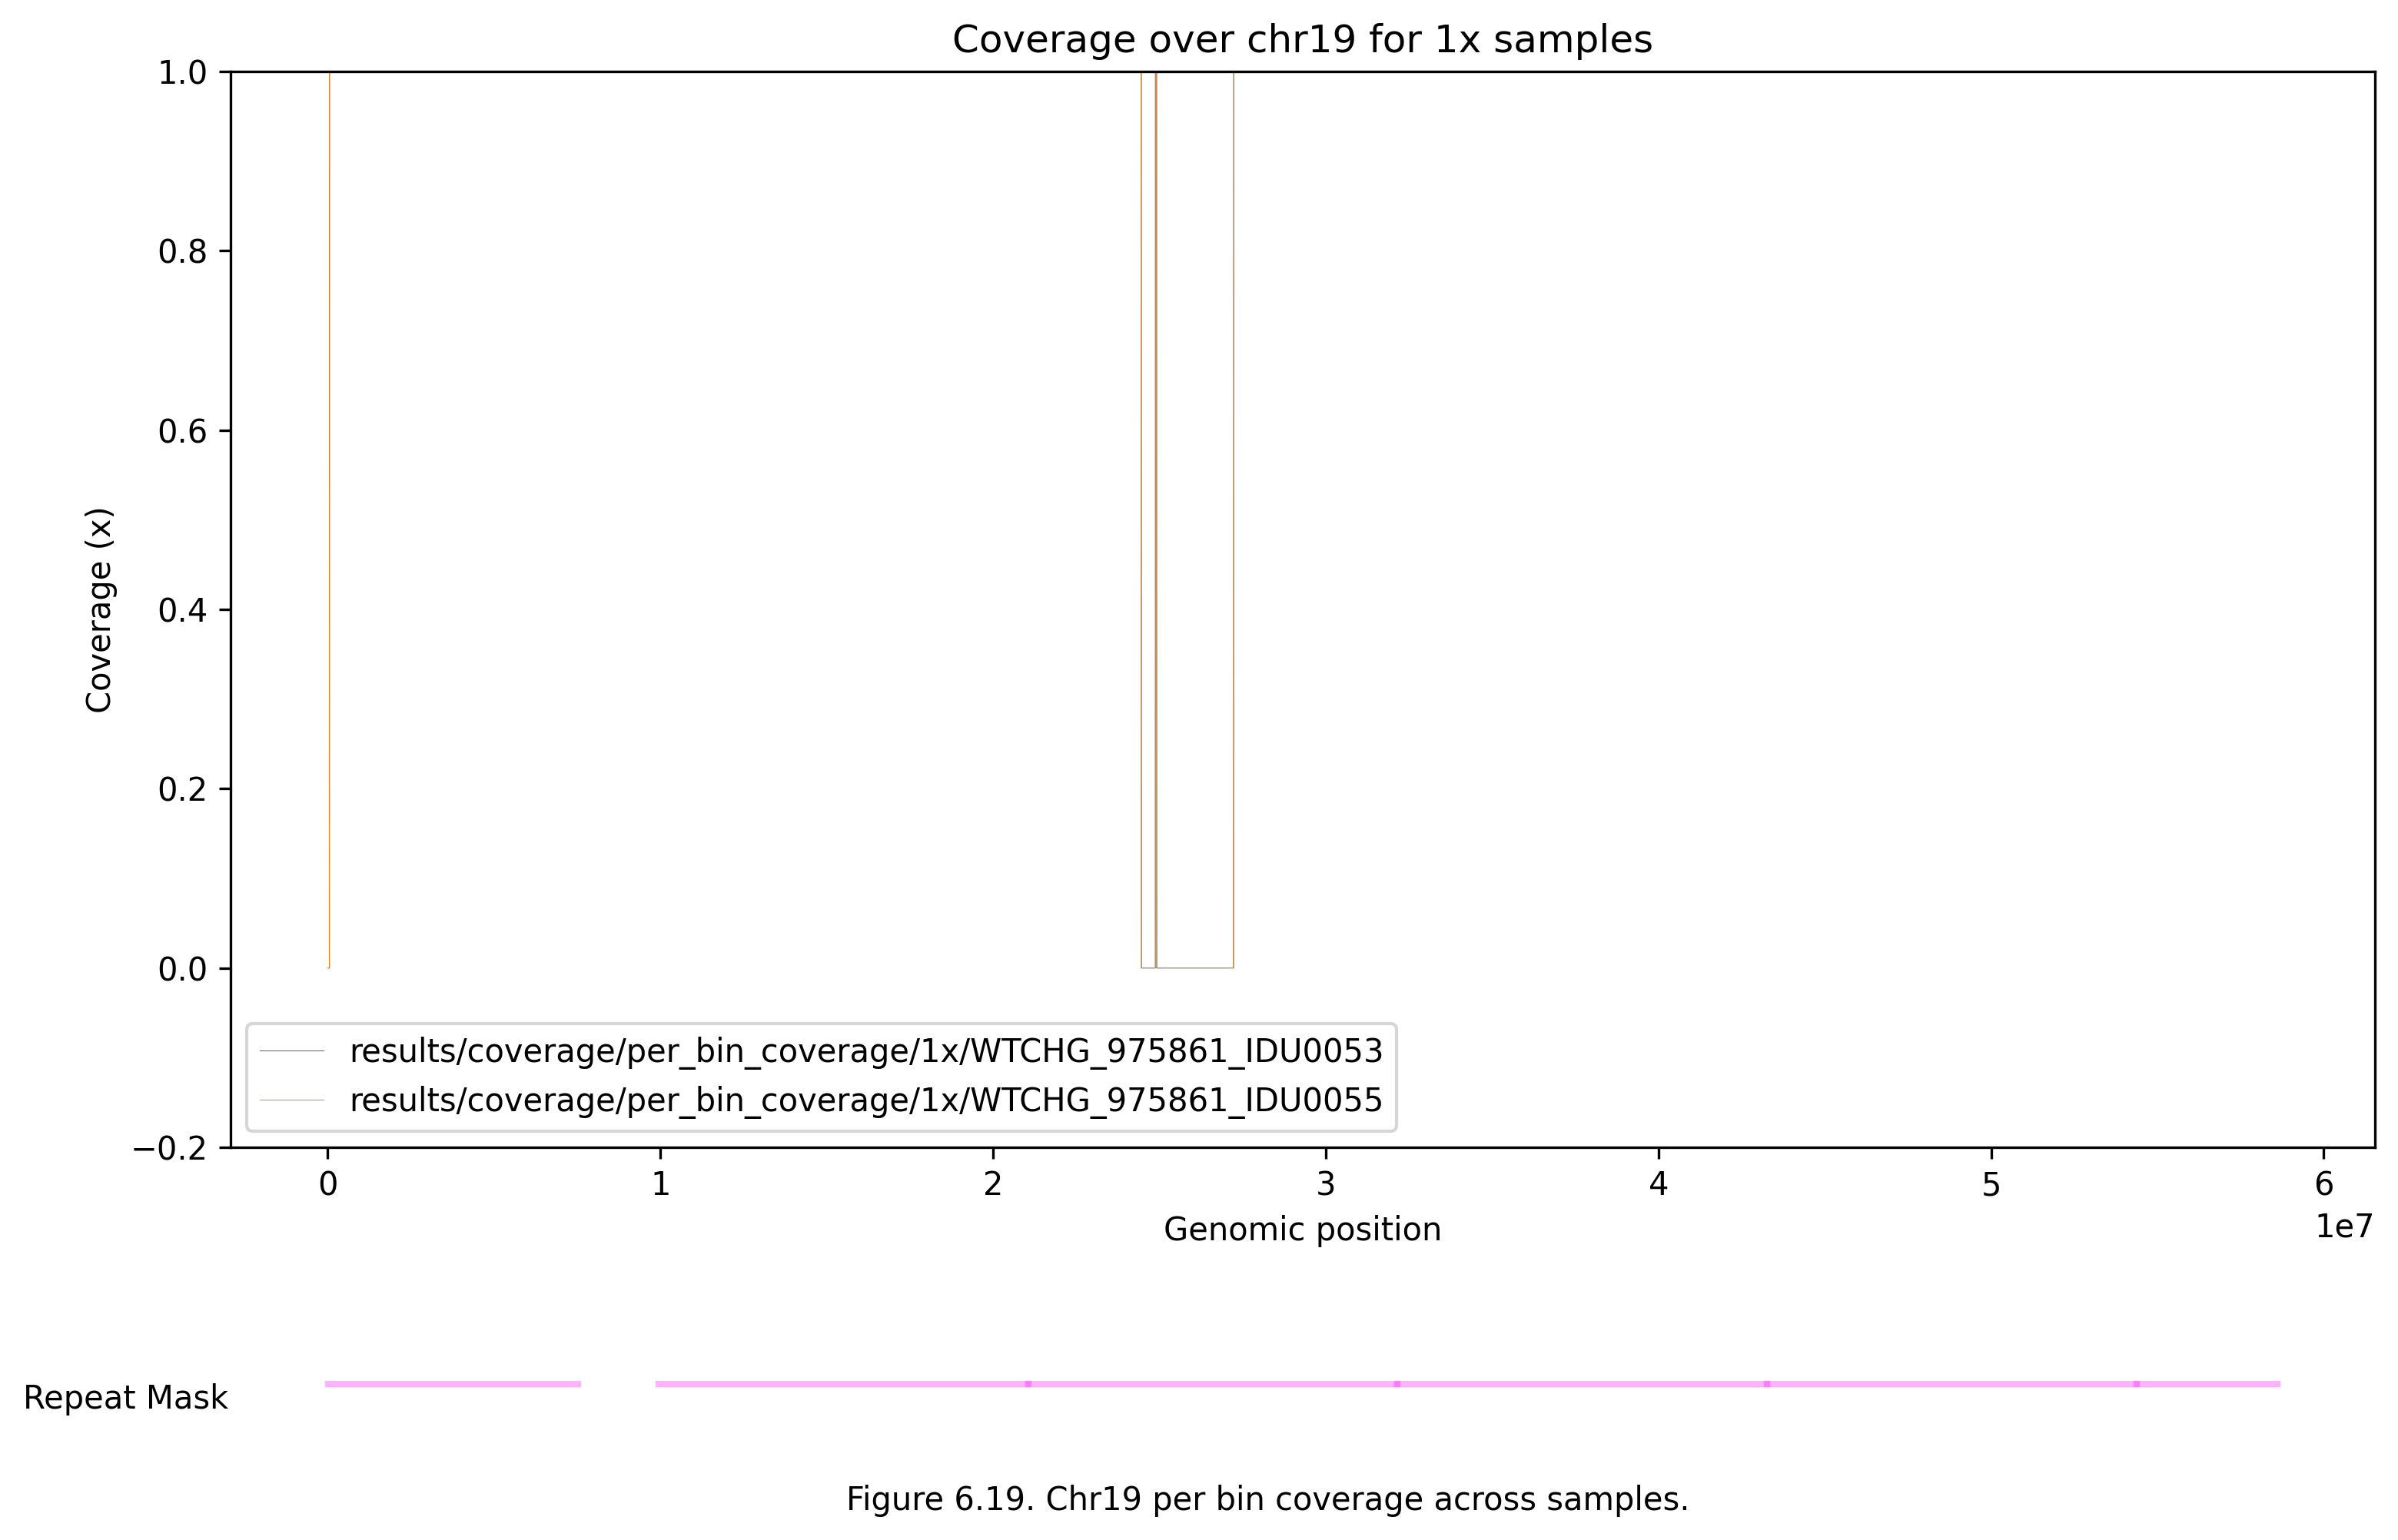 Coverage over chr19 for 1x samples
1.0
0.8
0.6
0.4
0.2
0.0
−0.2
Coverage (x)
results/coverage/per_bin_coverage/1x/WTCHG_975861_IDU0053
results/coverage/per_bin_coverage/1x/WTCHG_975861_IDU0055
0 1 2 3 4 5 6
1e7
Genomic position
Repeat Mask
Figure 6.19. Chr19 per bin coverage across samples.